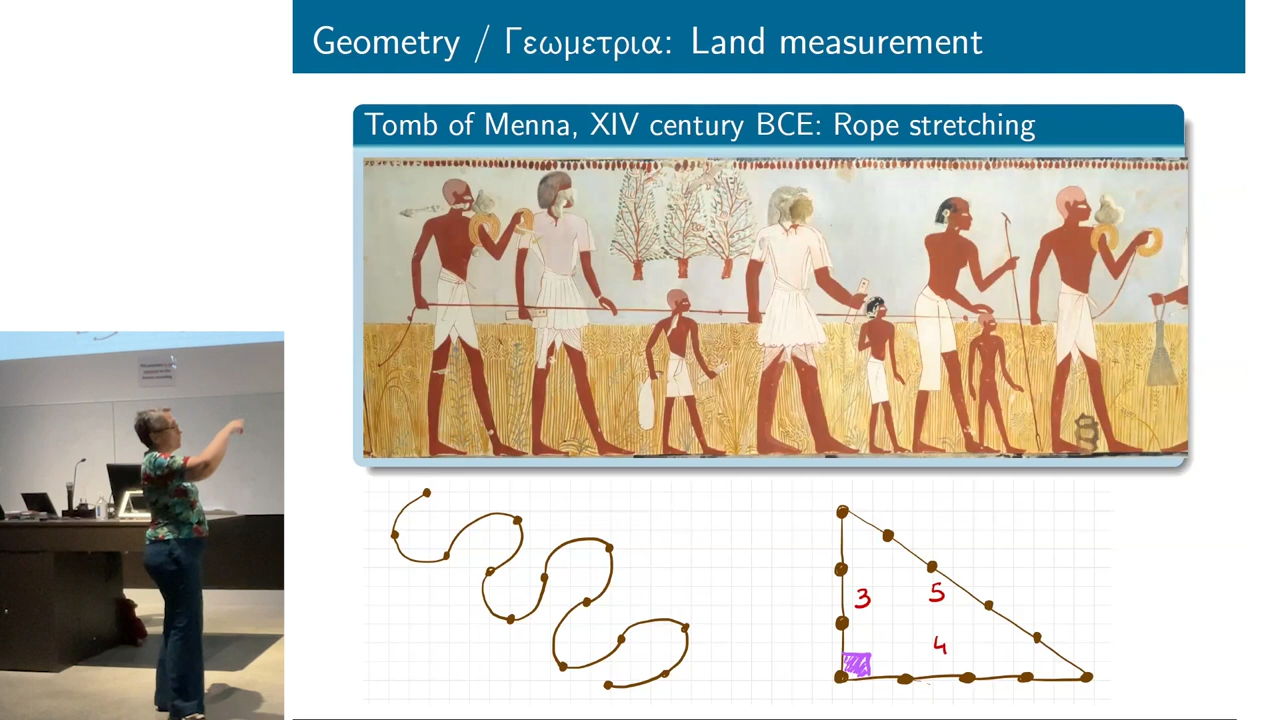 Geometry / Γεωμετρια: Land measurement
Tomb of Menna, XIV century BCE: Rope stretching
3
5
4